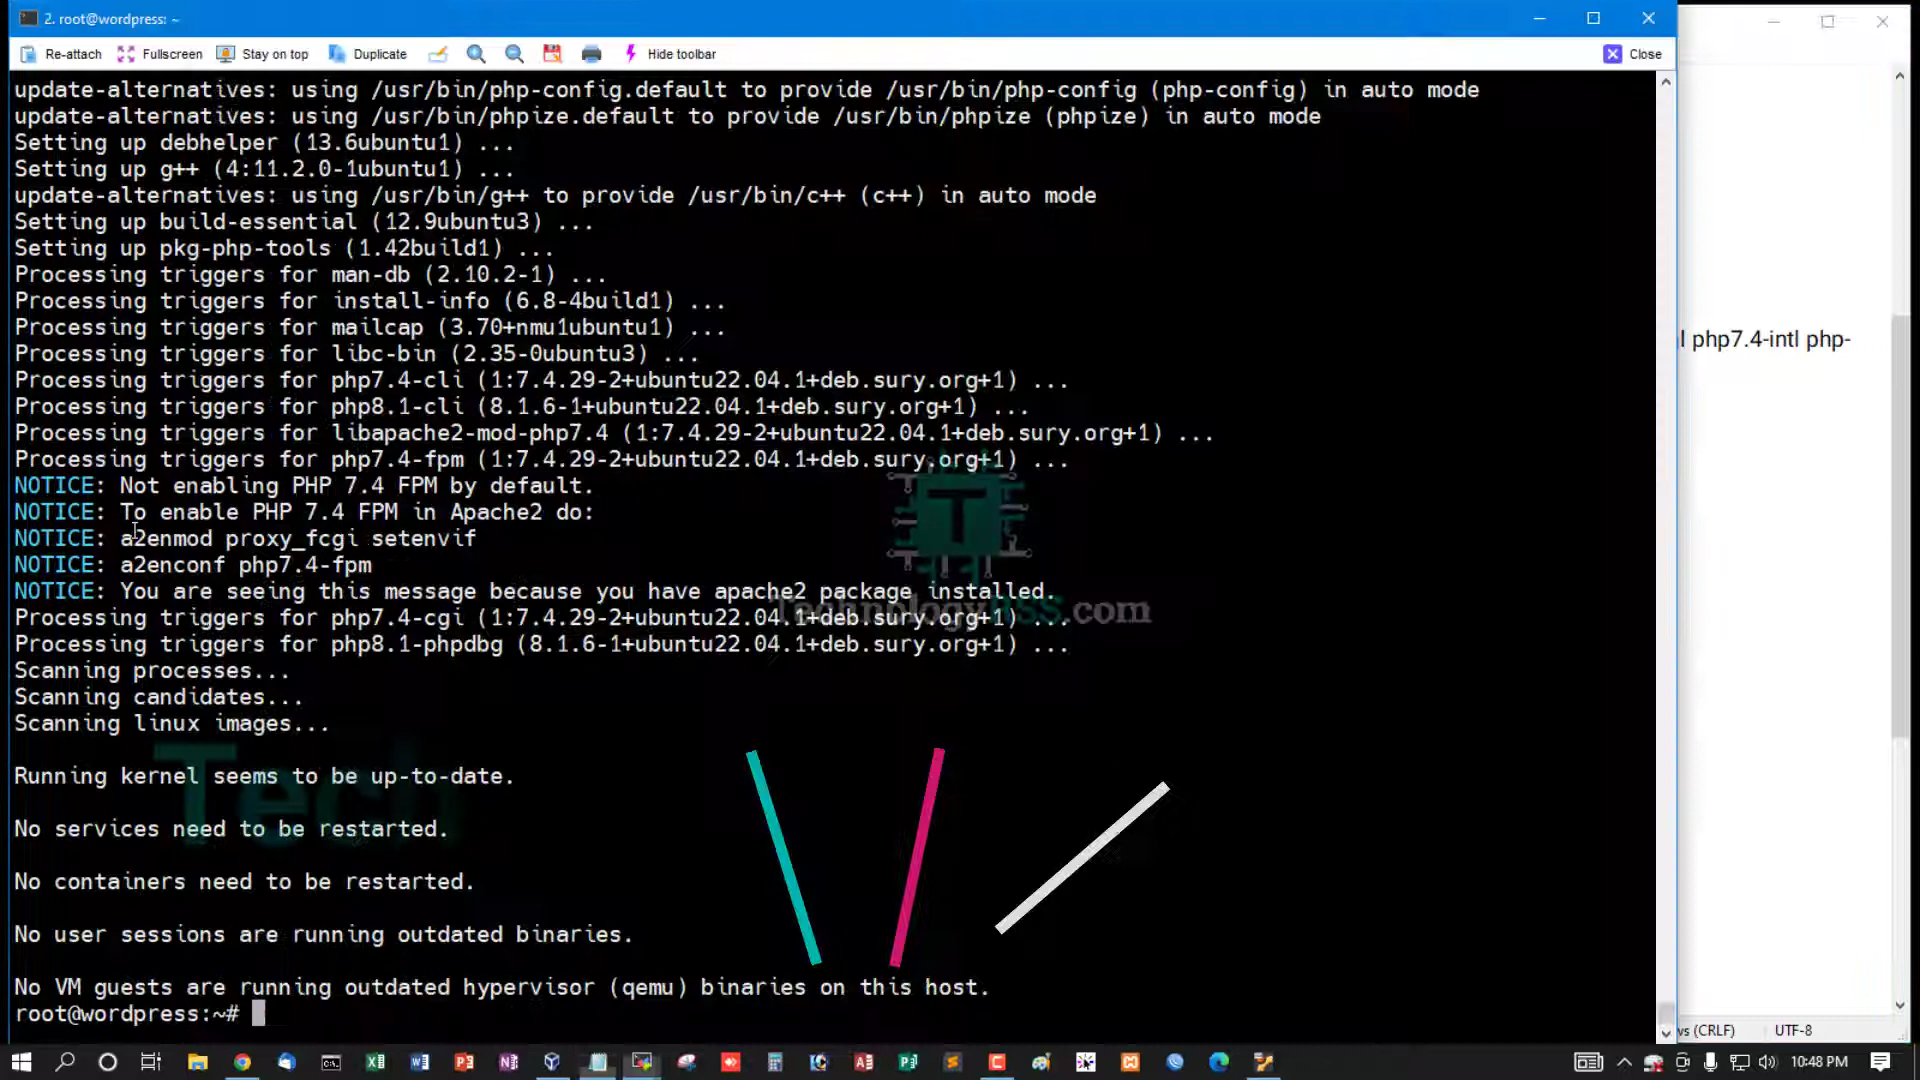 2. root@wordpress: ~
Re-attach Fullscreen Stay on top Duplicate Hide toolbar Close
update-alternatives: using /usr/bin/php-config.default to provide /usr/bin/php-config (php-config) in auto mode
update-alternatives: using /usr/bin/phpize.default to provide /usr/bin/phpize (phpize) in auto mode
Setting up debhelper (13.6ubuntu1) ...
Setting up g++ (4:11.2.0-1ubuntu1) ...
update-alternatives: using /usr/bin/g++ to provide /usr/bin/c++ (c++) in auto mode
Setting up build-essential (12.9ubuntu3) ...
Setting up pkg-php-tools (1.42build1) ...
Processing triggers for man-db (2.10.2-1) ...
Processing triggers for install-info (6.8-4build1) ...
Processing triggers for mailcap (3.70+nmu1ubuntu1) ...
Processing triggers for libc-bin (2.35-0ubuntu3) ...
Processing triggers for php7.4-cli (1:7.4.29-2+ubuntu22.04.1+deb.sury.org+1) ...
Processing triggers for php8.1-cli (8.1.6-1+ubuntu22.04.1+deb.sury.org+1) ...
Processing triggers for libapache2-mod-php7.4 (1:7.4.29-2+ubuntu22.04.1+deb.sury.org+1) ...
Processing triggers for php7.4-fpm (1:7.4.29-2+ubuntu22.04.1+deb.sury.org+1) ...
NOTICE: Not enabling PHP 7.4 FPM by default.
NOTICE: To enable PHP 7.4 FPM in Apache2 do:
NOTICE: a2enmod proxy_fcgi setenvif
NOTICE: a2enconf php7.4-fpm
NOTICE: You are seeing this message because you have apache2 package installed.
Processing triggers for php7.4-cgi (1:7.4.29-2+ubuntu22.04.1+deb.sury.org+1) ...
Processing triggers for php8.1-phpdbg (8.1.6-1+ubuntu22.04.1+deb.sury.org+1) ...
Scanning processes...
Scanning candidates...
Scanning linux images...
Running kernel seems to be up-to-date.
No services need to be restarted.
No containers need to be restarted.
No user sessions are running outdated binaries.
No VM guests are running outdated hypervisor (qemu) binaries on this host.
root@wordpress:~#
T
TechnologyRSS.com
Tech
l php7.4-intl php-
ws (CRLF) UTF-8
10:48 PM